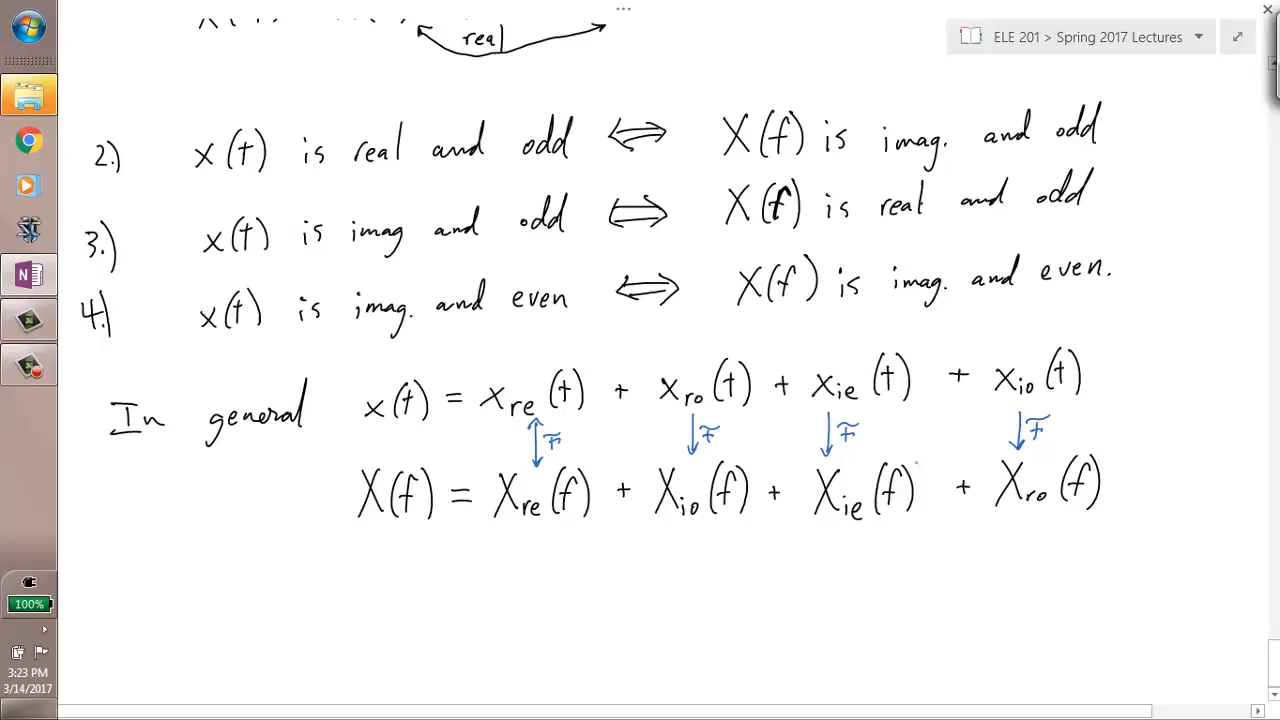 ELE 201 > Spring 2017 Lectures
real
2.) x(t) is real and odd ⟺ X(f) is imag. and odd
3.) x(t) is imag and odd ⟺ X(f) is real and odd
4.) x(t) is imag. and even ⟺ X(f) is imag. and even.
In general x(t) = x_re(t) + x_ro(t) + x_ie(t) + x_io(t)
↕F ↓F ↓F ↓F
X(f) = X_re(f) + X_io(f) + X_ie(f) + X_ro(f)
100%
3:23 PM
3/14/2017